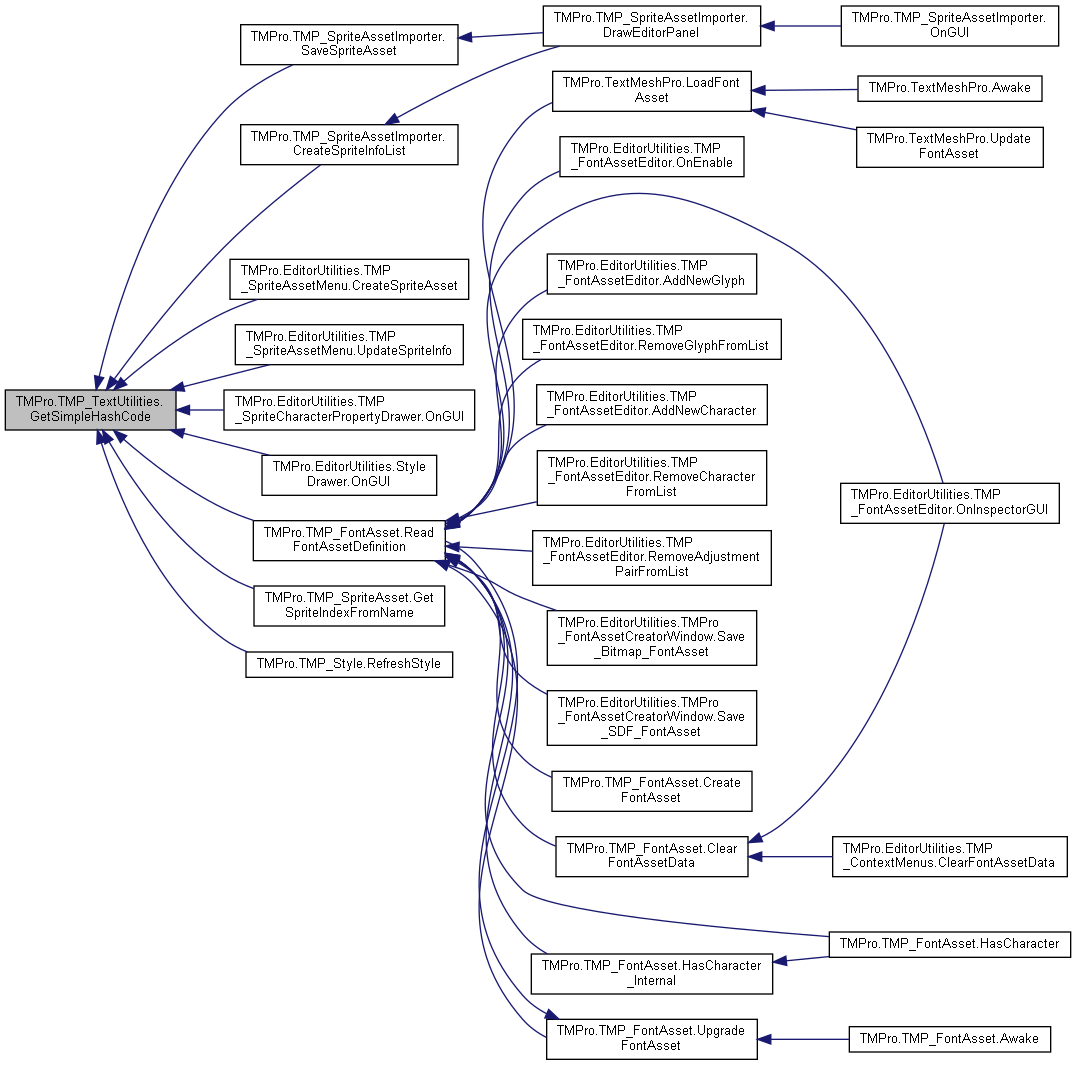 TMPro.TMP_SpriteAssetImporter.
SaveSpriteAsset
TMPro.TMP_SpriteAssetImporter.
DrawEditorPanel
TMPro.TMP_SpriteAssetImporter.
OnGUI
TMPro.TextMeshPro.LoadFont
Asset
TMPro.TextMeshPro.Awake
TMPro.TextMeshPro.Update
FontAsset
TMPro.TMP_SpriteAssetImporter.
CreateSpriteInfoList
TMPro.EditorUtilities.TMP
_FontAssetEditor.OnEnable
TMPro.EditorUtilities.TMP
_SpriteAssetMenu.CreateSpriteAsset
TMPro.EditorUtilities.TMP
_FontAssetEditor.AddNewGlyph
TMPro.EditorUtilities.TMP
_SpriteAssetMenu.UpdateSpriteInfo
TMPro.EditorUtilities.TMP
_FontAssetEditor.RemoveGlyphFromList
TMPro.TMP_TextUtilities.
GetSimpleHashCode
TMPro.EditorUtilities.TMP
_SpriteCharacterPropertyDrawer.OnGUI
TMPro.EditorUtilities.TMP
_FontAssetEditor.AddNewCharacter
TMPro.EditorUtilities.Style
Drawer.OnGUI
TMPro.EditorUtilities.TMP
_FontAssetEditor.RemoveCharacter
FromList
TMPro.EditorUtilities.TMP
_FontAssetEditor.OnInspectorGUI
TMPro.TMP_FontAsset.Read
FontAssetDefinition
TMPro.EditorUtilities.TMP
_FontAssetEditor.RemoveAdjustment
PairFromList
TMPro.TMP_SpriteAsset.Get
SpriteIndexFromName
TMPro.EditorUtilities.TMPro
_FontAssetCreatorWindow.Save
_Bitmap_FontAsset
TMPro.TMP_Style.RefreshStyle
TMPro.EditorUtilities.TMPro
_FontAssetCreatorWindow.Save
_SDF_FontAsset
TMPro.TMP_FontAsset.Create
FontAsset
TMPro.TMP_FontAsset.Clear
FontAssetData
TMPro.EditorUtilities.TMP
_ContextMenus.ClearFontAssetData
TMPro.TMP_FontAsset.HasCharacter
TMPro.TMP_FontAsset.HasCharacter
_Internal
TMPro.TMP_FontAsset.Upgrade
FontAsset
TMPro.TMP_FontAsset.Awake